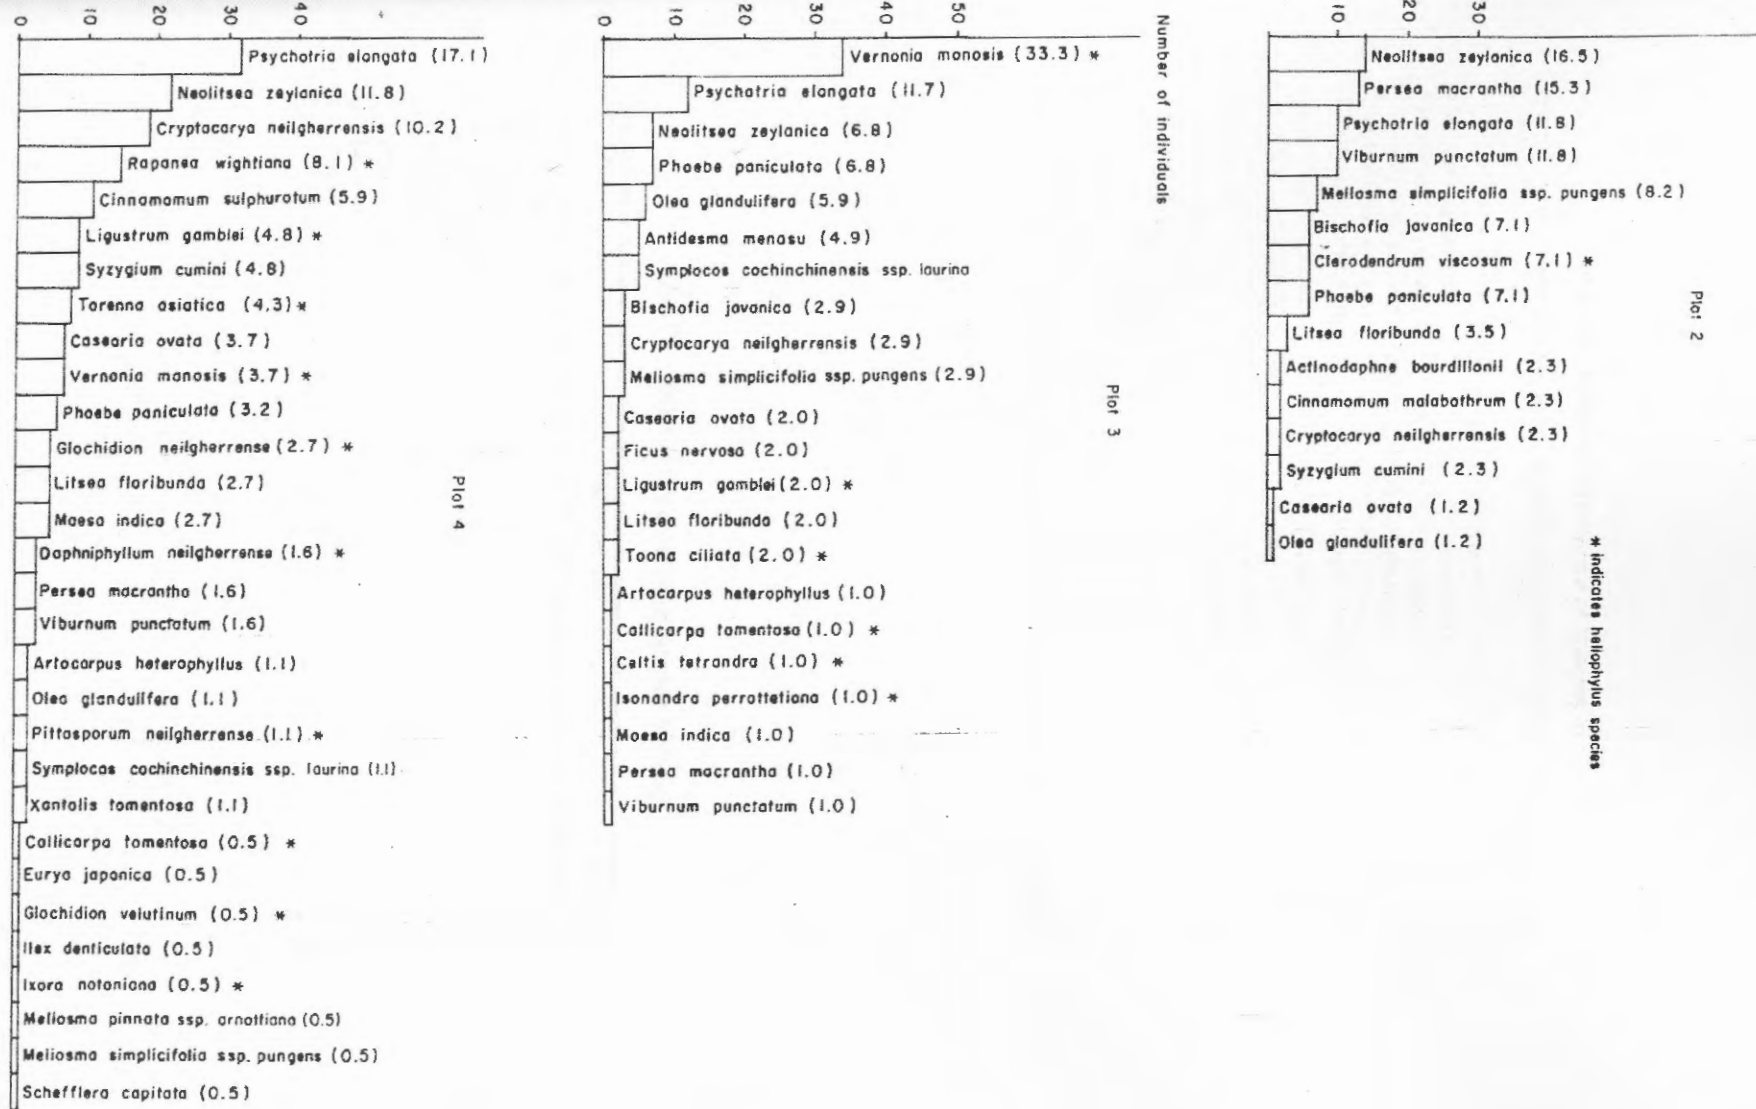 0 10 20 30 40
Psychotria elongata (17.1)
Neolitsea zeylanica (11.8)
Cryptocarya neilgherrensis (10.2)
Rapanea wightiana (8.1) *
Cinnamomum sulphuratum (5.9)
Ligustrum gamblei (4.8) *
Syzygium cumini (4.8)
Tarenna asiatica (4.3) *
Casearia ovata (3.7)
Vernonia monosis (3.7) *
Phoebe paniculata (3.2)
Glochidion neilgherrense (2.7) *
Litsea floribunda (2.7)
Maesa indica (2.7)
Daphniphyllum neilgherrense (1.6) *
Persea macrantha (1.6)
Viburnum punctatum (1.6)
Artocarpus heterophyllus (1.1)
Olea glandulifera (1.1)
Pittosporum neilgherrense (1.1) *
Symplocos cochinchinensis ssp. laurina (1.1)
Xantolis tomentosa (1.1)
Callicarpa tomentosa (0.5) *
Eurya japonica (0.5)
Glochidion velutinum (0.5) *
Ilex denticulata (0.5)
Ixora notoniana (0.5) *
Meliosma pinnata ssp. arnottiana (0.5)
Meliosma simplicifolia ssp. pungens (0.5)
Schefflera capitata (0.5)
Plot 4
0 10 20 30 40 50
Number of individuals
Vernonia monosis (33.3) *
Psychotria elongata (11.7)
Neolitsea zeylanica (6.8)
Phoebe paniculata (6.8)
Olea glandulifera (5.9)
Antidesma menasu (4.9)
Symplocos cochinchinensis ssp. laurina
Bischofia javanica (2.9)
Cryptocarya neilgherrensis (2.9)
Meliosma simplicifolia ssp. pungens (2.9)
Casearia ovata (2.0)
Ficus nervosa (2.0)
Ligustrum gamblei (2.0) *
Litsea floribunda (2.0)
Toona ciliata (2.0) *
Artocarpus heterophyllus (1.0)
Callicarpa tomentosa (1.0) *
Celtis tetrandra (1.0) *
Isonandra perrottetiana (1.0) *
Maesa indica (1.0)
Persea macrantha (1.0)
Viburnum punctatum (1.0)
Plot 3
10 20 30
Neolitsea zeylanica (16.5)
Persea macrantha (15.3)
Psychotria elongata (11.8)
Viburnum punctatum (11.8)
Meliosma simplicifolia ssp. pungens (8.2)
Bischofia javanica (7.1)
Clerodendrum viscosum (7.1) *
Phoebe paniculata (7.1)
Litsea floribunda (3.5)
Actinodaphne bourdillonii (2.3)
Cinnamomum malabathrum (2.3)
Cryptocarya neilgherrensis (2.3)
Syzygium cumini (2.3)
Casearia ovata (1.2)
Olea glandulifera (1.2)
Plot 2
* indicates heliophylus species